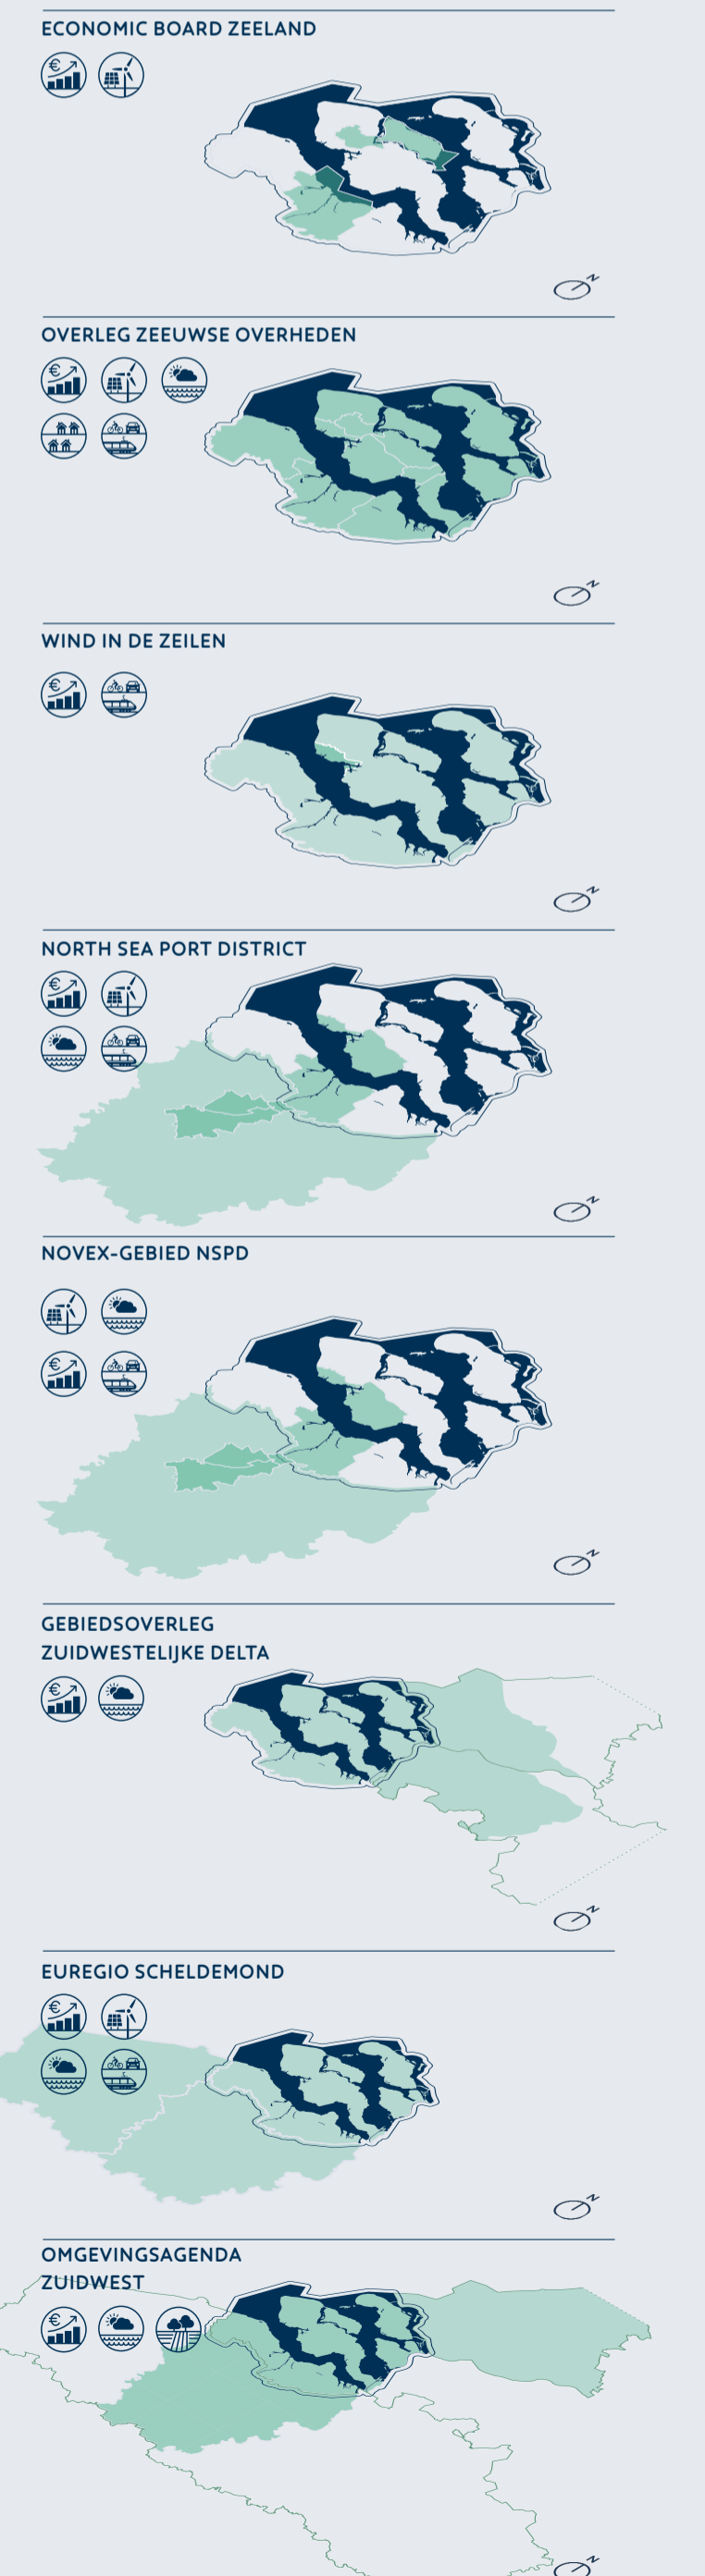 ECONOMIC BOARD ZEELAND
€
N
OVERLEG ZEEUWSE OVERHEDEN
€
N
WIND IN DE ZEILEN
€
N
NORTH SEA PORT DISTRICT
€
N
NOVEX-GEBIED NSPD
€
N
GEBIEDSOVERLEG
ZUIDWESTELIJKE DELTA
€
N
EUREGIO SCHELDEMOND
€
N
OMGEVINGSAGENDA
ZUIDWEST
€
N